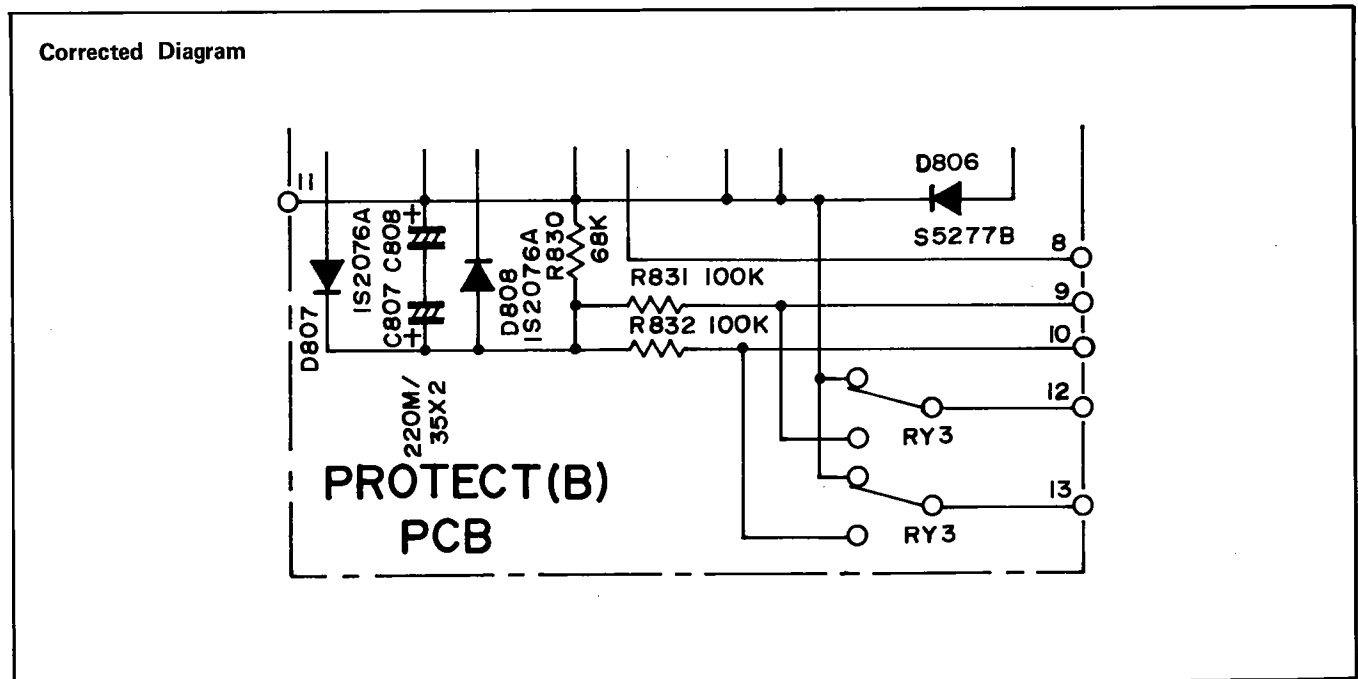 Corrected Diagram
D806
S5277B
11
IS2076A
C808
+
C807
+
D807
D808
IS2076A
R830
68K
R831 100K
R832 100K
8
9
10
12
13
RY3
RY3
220M/
35X2
PROTECT(B)
PCB